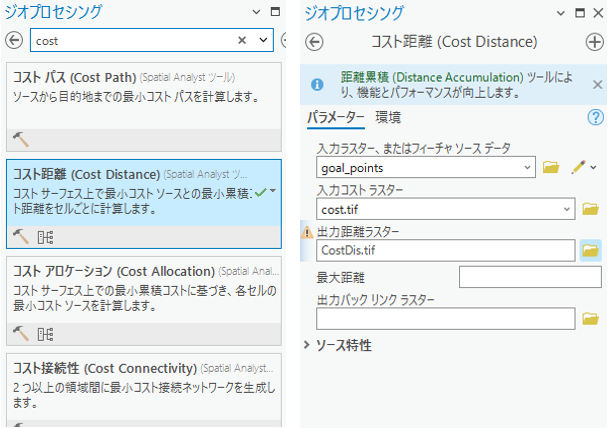 ジオプロセシング
cost
コスト パス (Cost Path) (Spatial Analyst ツール)
ソースから目的地までの最小コスト パスを計算します。
コスト距離 (Cost Distance) (Spatial Analyst ツ...
コスト サーフェス上で最小コスト ソースとの最小累積コ
ト距離をセルごとに計算します。
コスト アロケーション (Cost Allocation) (Spatial Anal...
コスト サーフェス上での最小累積コストに基づき、各セルの
最小コスト ソースを計算します。
コスト接続性 (Cost Connectivity) (Spatial Analyst...
2 つ以上の領域間に最小コスト接続ネットワークを生成し
ます。
ジオプロセシング
コスト距離 (Cost Distance)
距離累積 (Distance Accumulation) ツールによ
り、機能とパフォーマンスが向上します。
パラメーター 環境
入力ラスター、またはフィーチャ ソース データ
goal_points
入力コスト ラスター
cost.tif
出力距離ラスター
CostDis.tif
最大距離
出力バック リンク ラスター
ソース特性